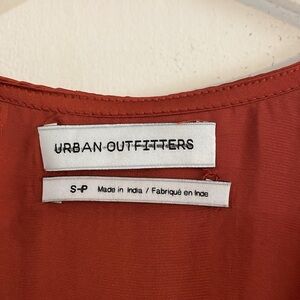 URBAN OUTFITTERS
S-P Made in India / Fabriqué en Inde